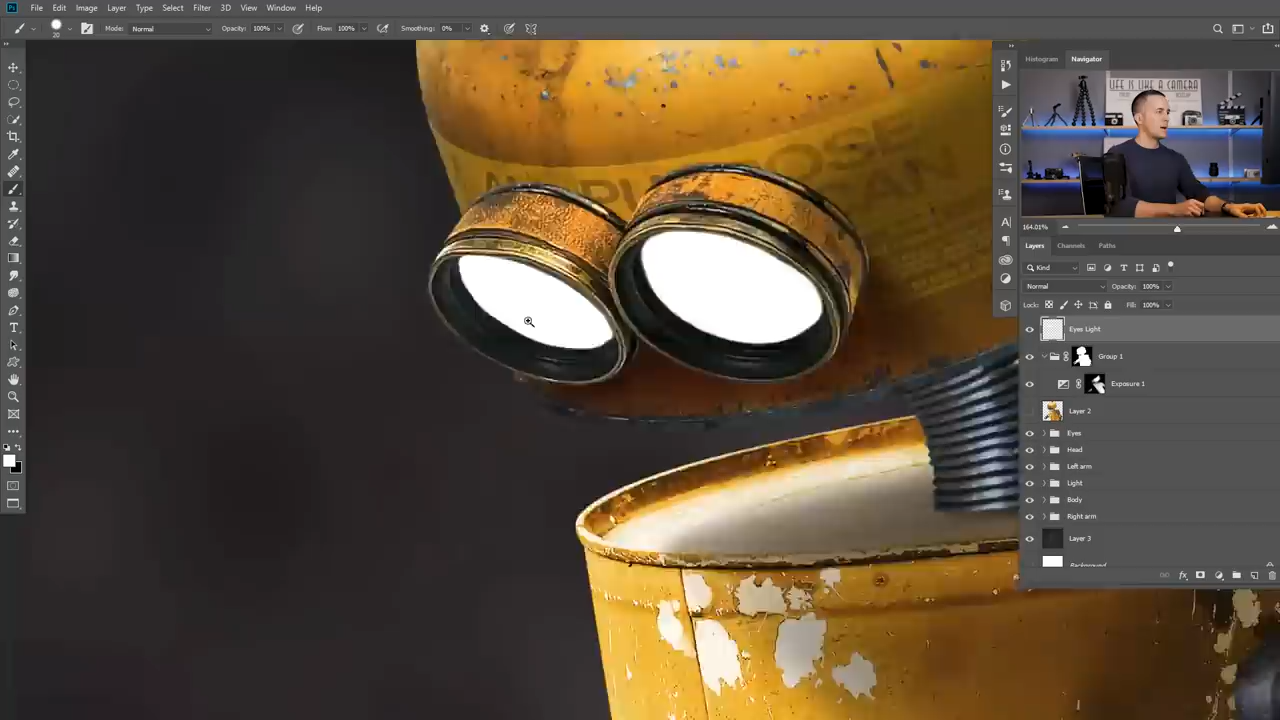 File Edit Image Layer Type Select Filter 3D View Window Help
20 Mode: Normal Opacity: 100% Flow: 100% Smoothing: 0%
Histogram Navigator
LIFE IS LIKE A CAMERA
164.01%
Layers Channels Paths
Kind
Normal Opacity: 100%
Lock: Fill: 100%
Eyes Light
Group 1
Exposure 1
Layer 2
Eyes
Head
Left arm
Light
Body
Right arm
Layer 3
Background